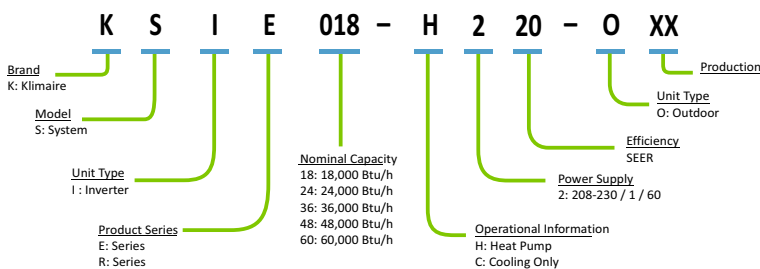 K S I E 018 – H 2 20 – O XX
Brand
K: Klimaire
Model
S: System
Unit Type
I : Inverter
Product Series
E: Series
R: Series
Nominal Capacity
18: 18,000 Btu/h
24: 24,000 Btu/h
36: 36,000 Btu/h
48: 48,000 Btu/h
60: 60,000 Btu/h
Operational Information
H: Heat Pump
C: Cooling Only
Power Supply
2: 208-230 / 1 / 60
Efficiency
SEER
Unit Type
O: Outdoor
Production